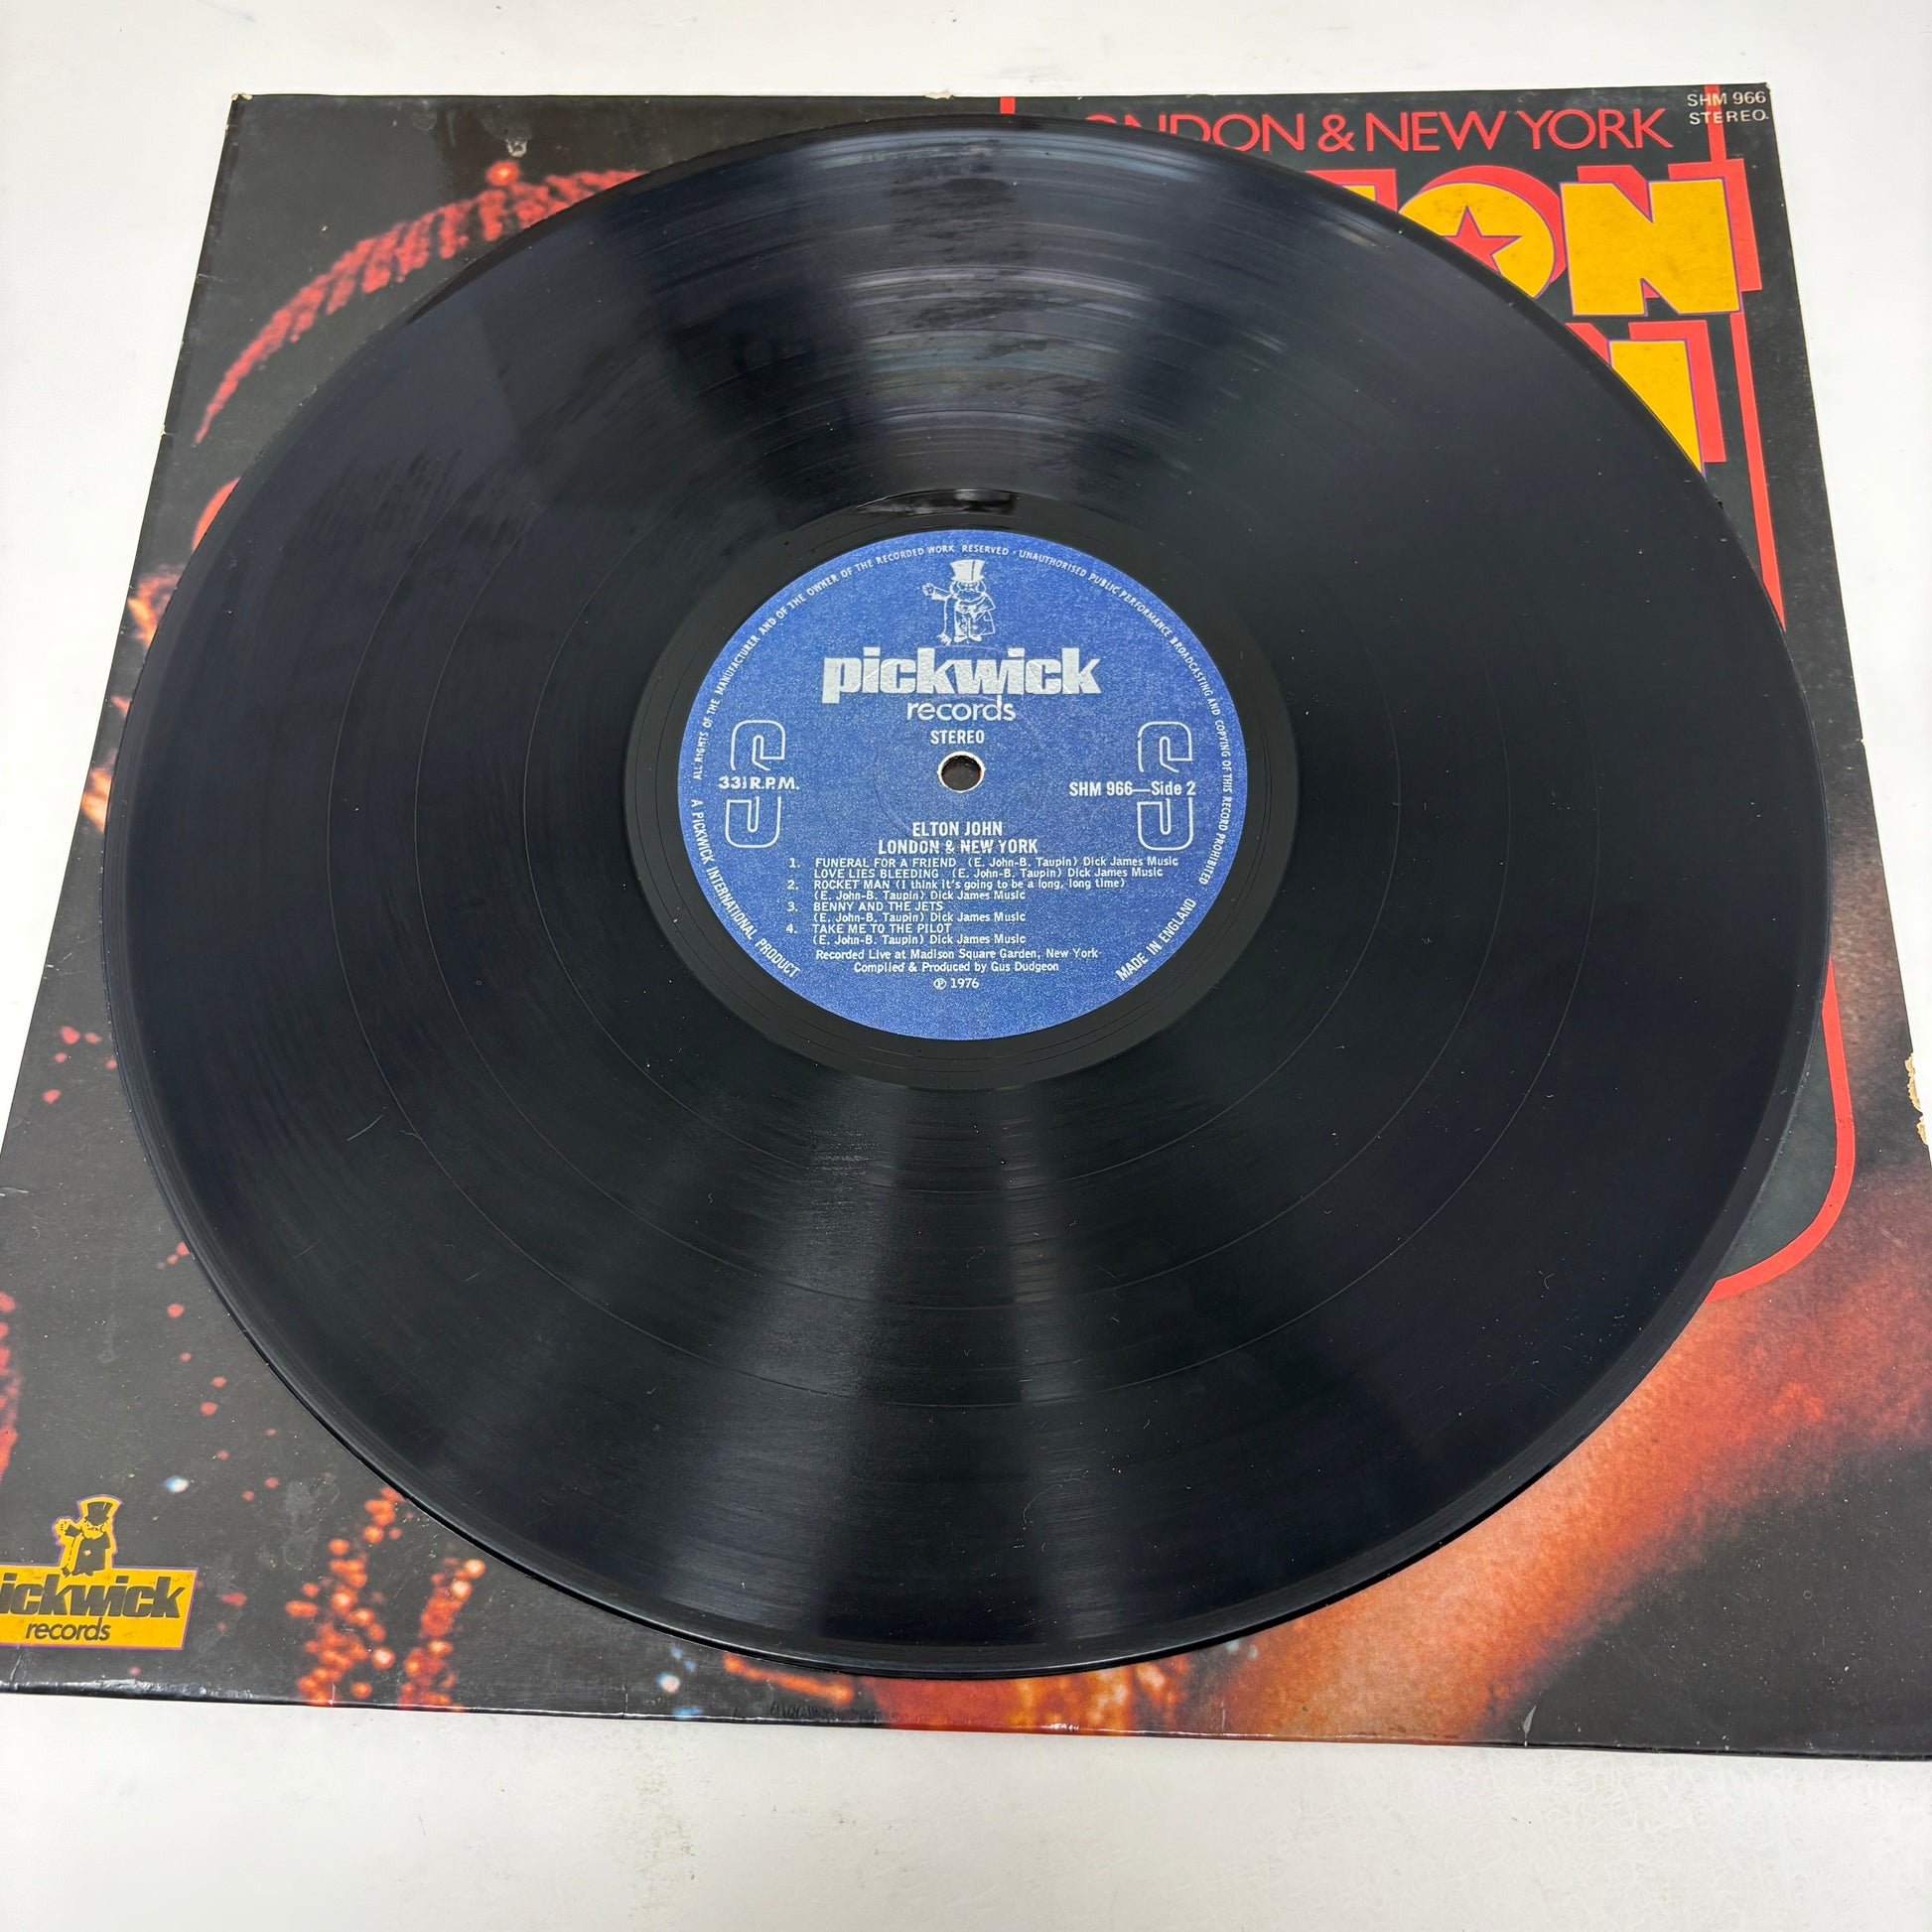 SHM 966
STEREO
LONDON & NEW YORK
ALL RIGHTS OF THE MANUFACTURER AND OF THE OWNER OF THE RECORDED WORK RESERVED · UNAUTHORISED PUBLIC PERFORMANCE BROADCASTING AND COPYING OF THIS RECORD PROHIBITED
pickwick
records
STEREO
33⅓ R.P.M.
SHM 966—Side 2
ELTON JOHN
LONDON & NEW YORK
1. FUNERAL FOR A FRIEND (E. John-B. Taupin) Dick James Music
LOVE LIES BLEEDING (E. John-B. Taupin) Dick James Music
2. ROCKET MAN (I think it's going to be a long, long time)
(E. John-B. Taupin) Dick James Music
3. BENNY AND THE JETS
(E. John-B. Taupin) Dick James Music
4. TAKE ME TO THE PILOT
(E. John-B. Taupin) Dick James Music
Recorded Live at Madison Square Garden, New York
Compiled & Produced by Gus Dudgeon
℗ 1976
A PICKWICK INTERNATIONAL PRODUCT
MADE IN ENGLAND
pickwick
records